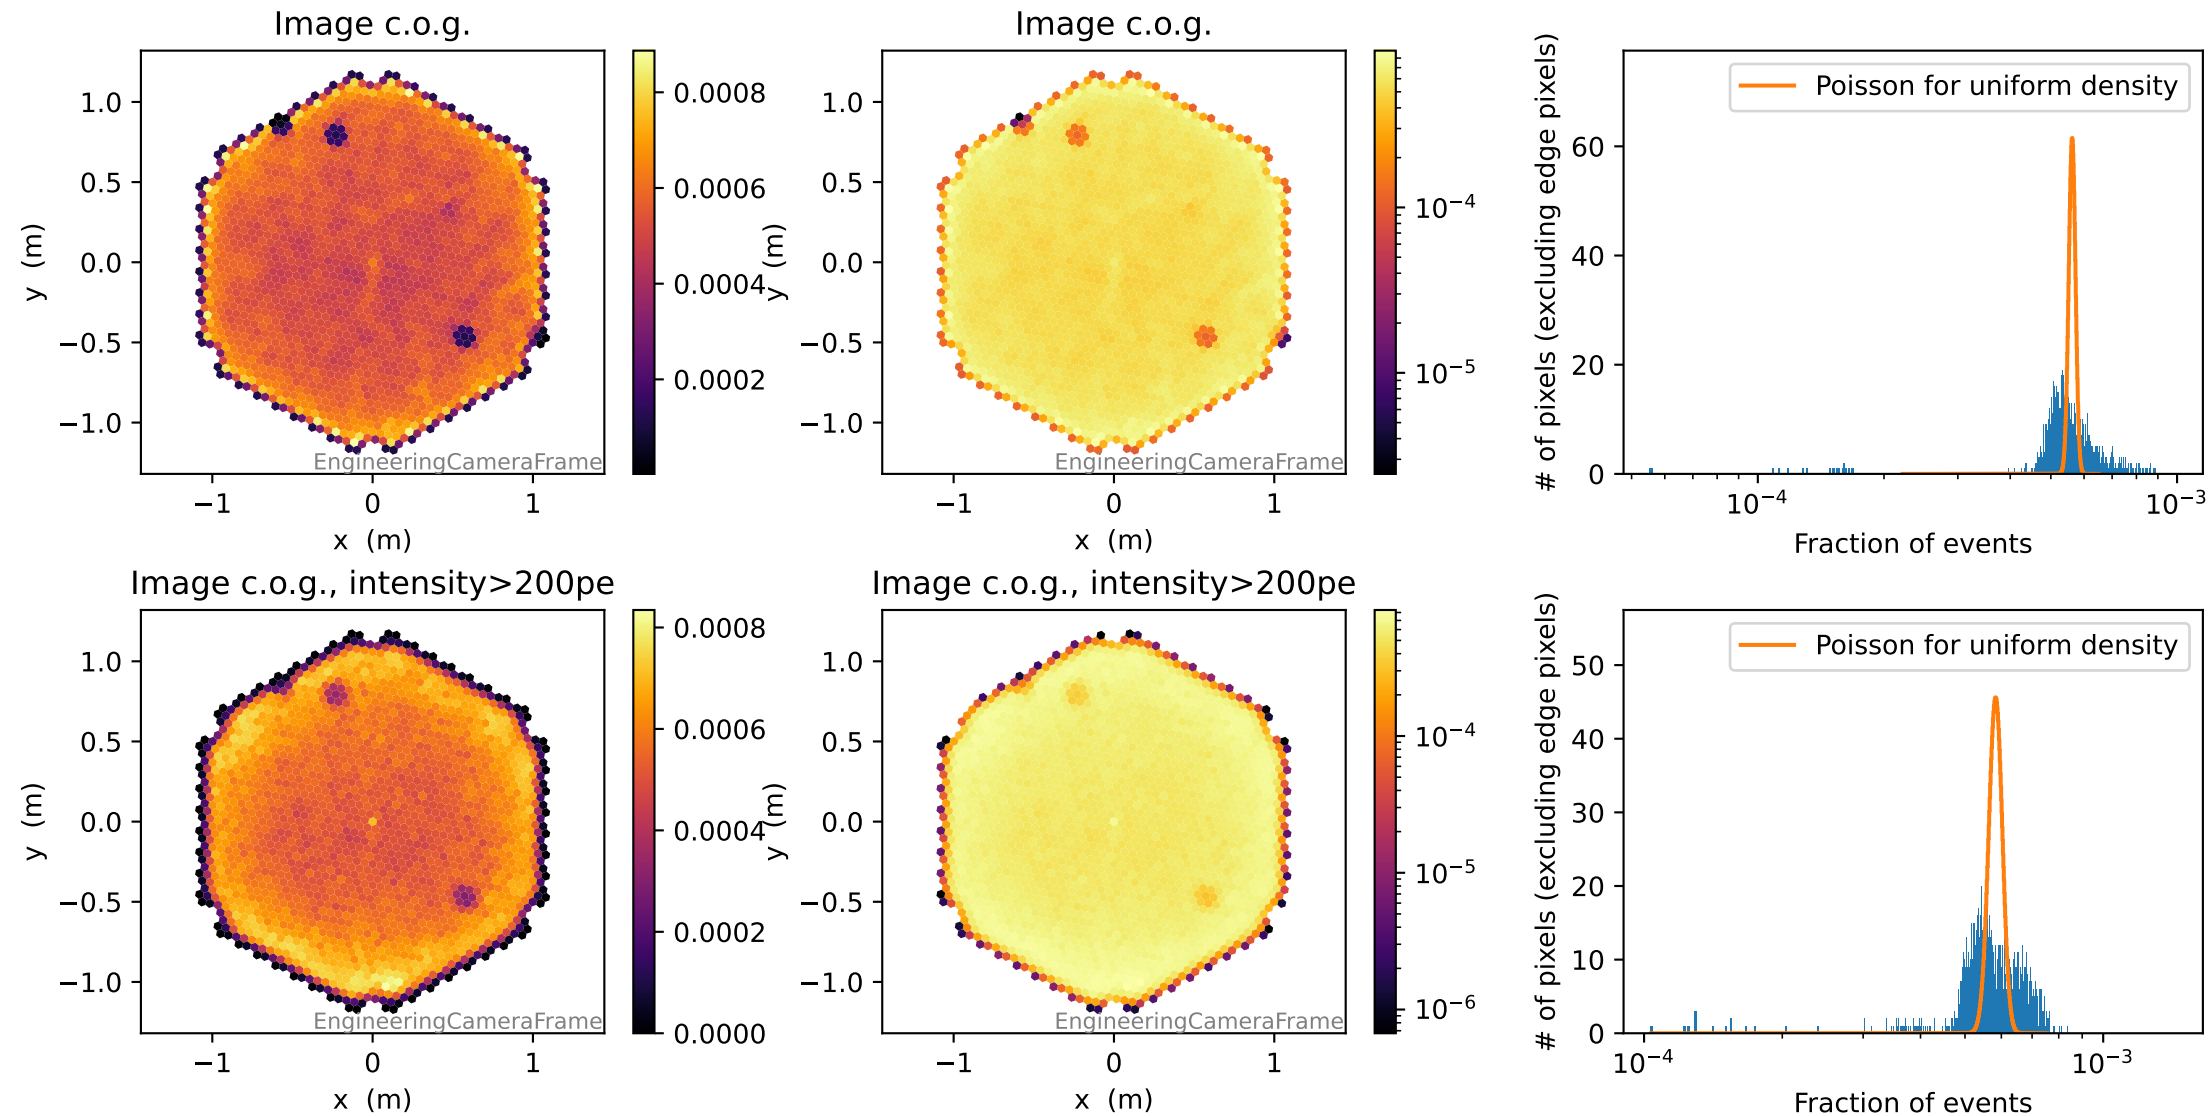 Image c.o.g.
1.0
0.5
0.0
−0.5
−1.0
y (m)
−1
0
1
x (m)
EngineeringCameraFrame
0.0008
0.0006
0.0004
0.0002
Image c.o.g.
1.0
0.5
0.0
−0.5
−1.0
y (m)
−1
0
1
x (m)
EngineeringCameraFrame
10⁻⁴
10⁻⁵
# of pixels (excluding edge pixels)
60
40
20
0
Poisson for uniform density
10⁻⁴
10⁻³
Fraction of events
Image c.o.g., intensity>200pe
1.0
0.5
0.0
−0.5
−1.0
y (m)
−1
0
1
x (m)
EngineeringCameraFrame
0.0008
0.0006
0.0004
0.0002
0.0000
Image c.o.g., intensity>200pe
1.0
0.5
0.0
−0.5
−1.0
y (m)
−1
0
1
x (m)
EngineeringCameraFrame
10⁻⁴
10⁻⁵
10⁻⁶
# of pixels (excluding edge pixels)
50
40
30
20
10
0
Poisson for uniform density
10⁻⁴
10⁻³
Fraction of events